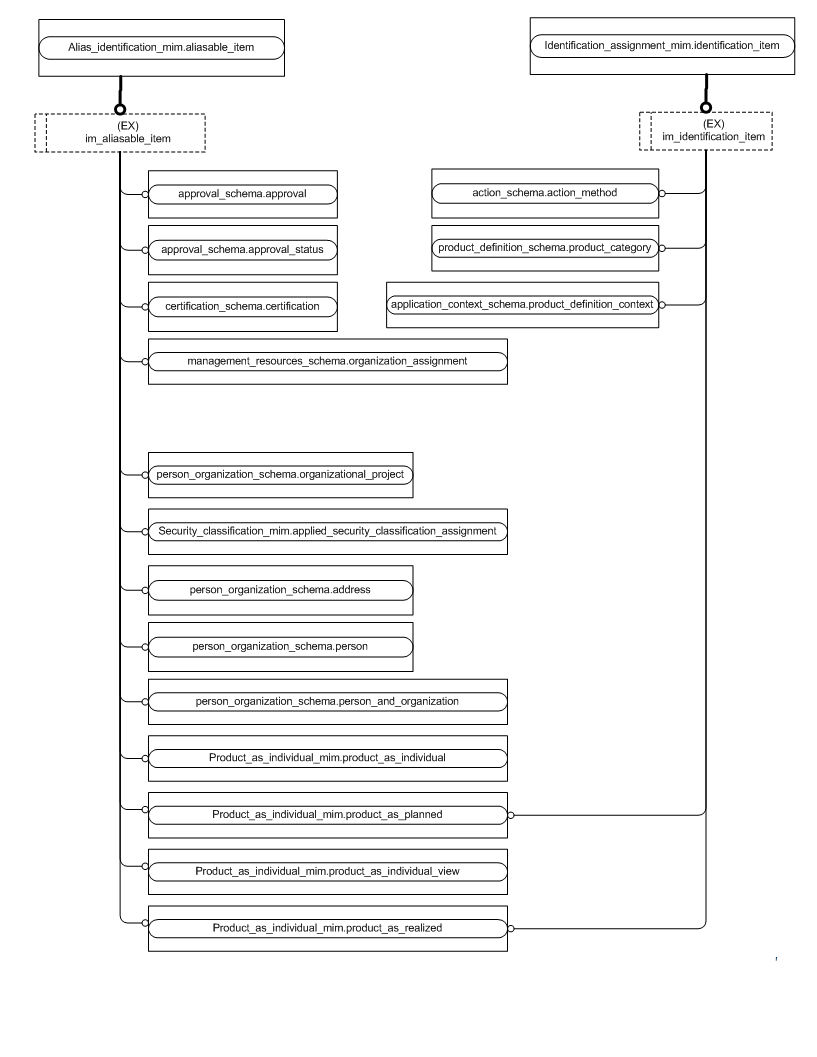 Alias_identification_mim.aliasable_item
Identification_assignment_mim.identification_item
(EX)
im_aliasable_item
(EX)
im_identification_item
approval_schema.approval
action_schema.action_method
approval_schema.approval_status
product_definition_schema.product_category
certification_schema.certification
application_context_schema.product_definition_context
management_resources_schema.organization_assignment
person_organization_schema.organizational_project
Security_classification_mim.applied_security_classification_assignment
person_organization_schema.address
person_organization_schema.person
person_organization_schema.person_and_organization
Product_as_individual_mim.product_as_individual
Product_as_individual_mim.product_as_planned
Product_as_individual_mim.product_as_individual_view
Product_as_individual_mim.product_as_realized